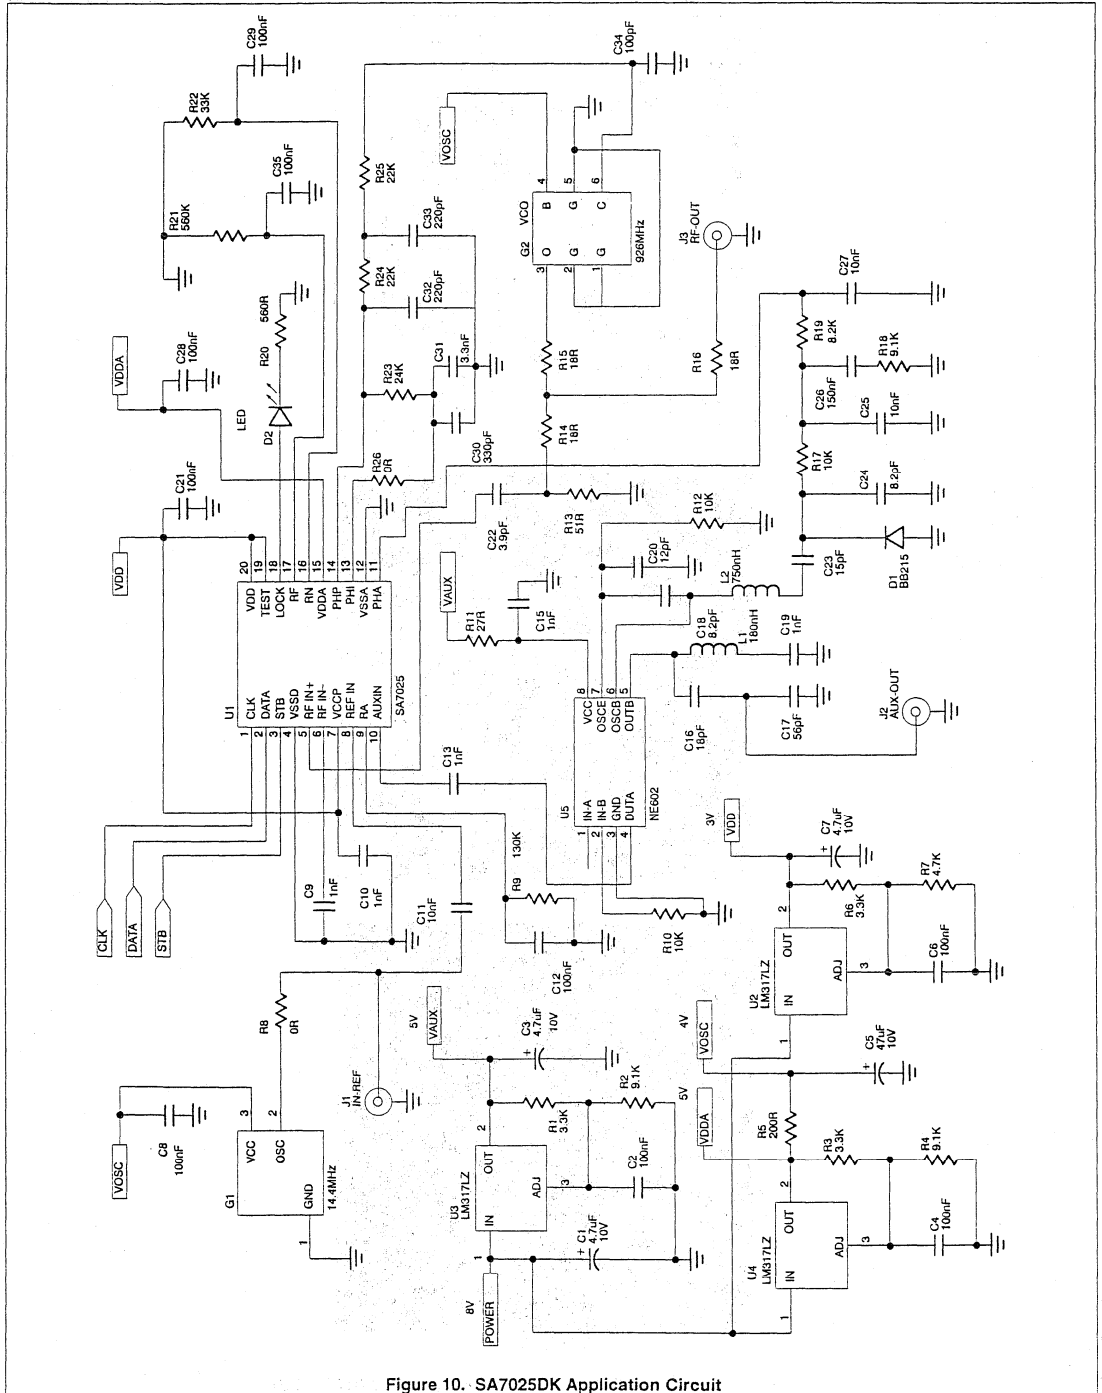 C29
100nF
R22
33K
C35
100nF
R21
560K
560R
R20
VDDA
C28
100nF
LED
D2
VDD
C21
100nF
C34
100pF
VOSC
R25
22K
C33
220pF
R24
22K
C32
220pF
R23
24K
C31
3.3nF
C30
330pF
R26
0R
4
5
6
B
G
C
VCO
G2
O
G
G
926MHz
3
2
1
J3
RF-OUT
R15
18R
R16
18R
R14
18R
C22
3.9pF
R13
51R
R12
10K
C27
10nF
R19
8.2K
R18
9.1K
C26
150nF
C25
10nF
R17
10K
C24
8.2pF
D1
BB215
C23
15pF
20
19
18
17
16
15
14
13
12
11
VDD
TEST
LOCK
RF
RN
VDDA
PHP
PHI
VSSA
PHA
U1
SA7025
CLK
DATA
STB
VSSD
RF IN+
RF IN-
VCCP
REF IN
RA
AUXIN
1
2
3
4
5
6
7
8
9
10
VAUX
R11
27R
C15
1nF
C20
12pF
L2
750nH
C18
8.2pF
L1
180nH
C19
1nF
8
7
6
5
VCC
OSCE
OSCB
OUTB
U5
NE602
IN-A
IN-B
GND
DUTA
1
2
3
4
C16
18pF
C17
56pF
J2
AUX-OUT
C13
1nF
CLK
DATA
STB
C9
1nF
C10
1nF
C11
10nF
130K
R9
C12
100nF
R10
10K
R8
0R
J1
IN-REF
VOSC
C8
100nF
3
2
VCC
OSC
G1
GND
14.4MHz
1
5V
VAUX
C3
4.7uF
10V
R2
9.1K
R1
3.3K
2
OUT
U3
LM317LZ
IN
ADJ
3
1
C2
100nF
C1
4.7uF
10V
8V
POWER
3V
VDD
C7
4.7uF
10V
R7
4.7K
R6
3.3K
2
OUT
U2
LM317LZ
IN
ADJ
3
1
C6
100nF
4V
VOSC
C5
47uF
10V
5V
VDDA
R5
200R
R3
3.3K
R4
9.1K
2
OUT
U4
LM317LZ
IN
ADJ
3
1
C4
100nF
Figure 10. SA7025DK Application Circuit